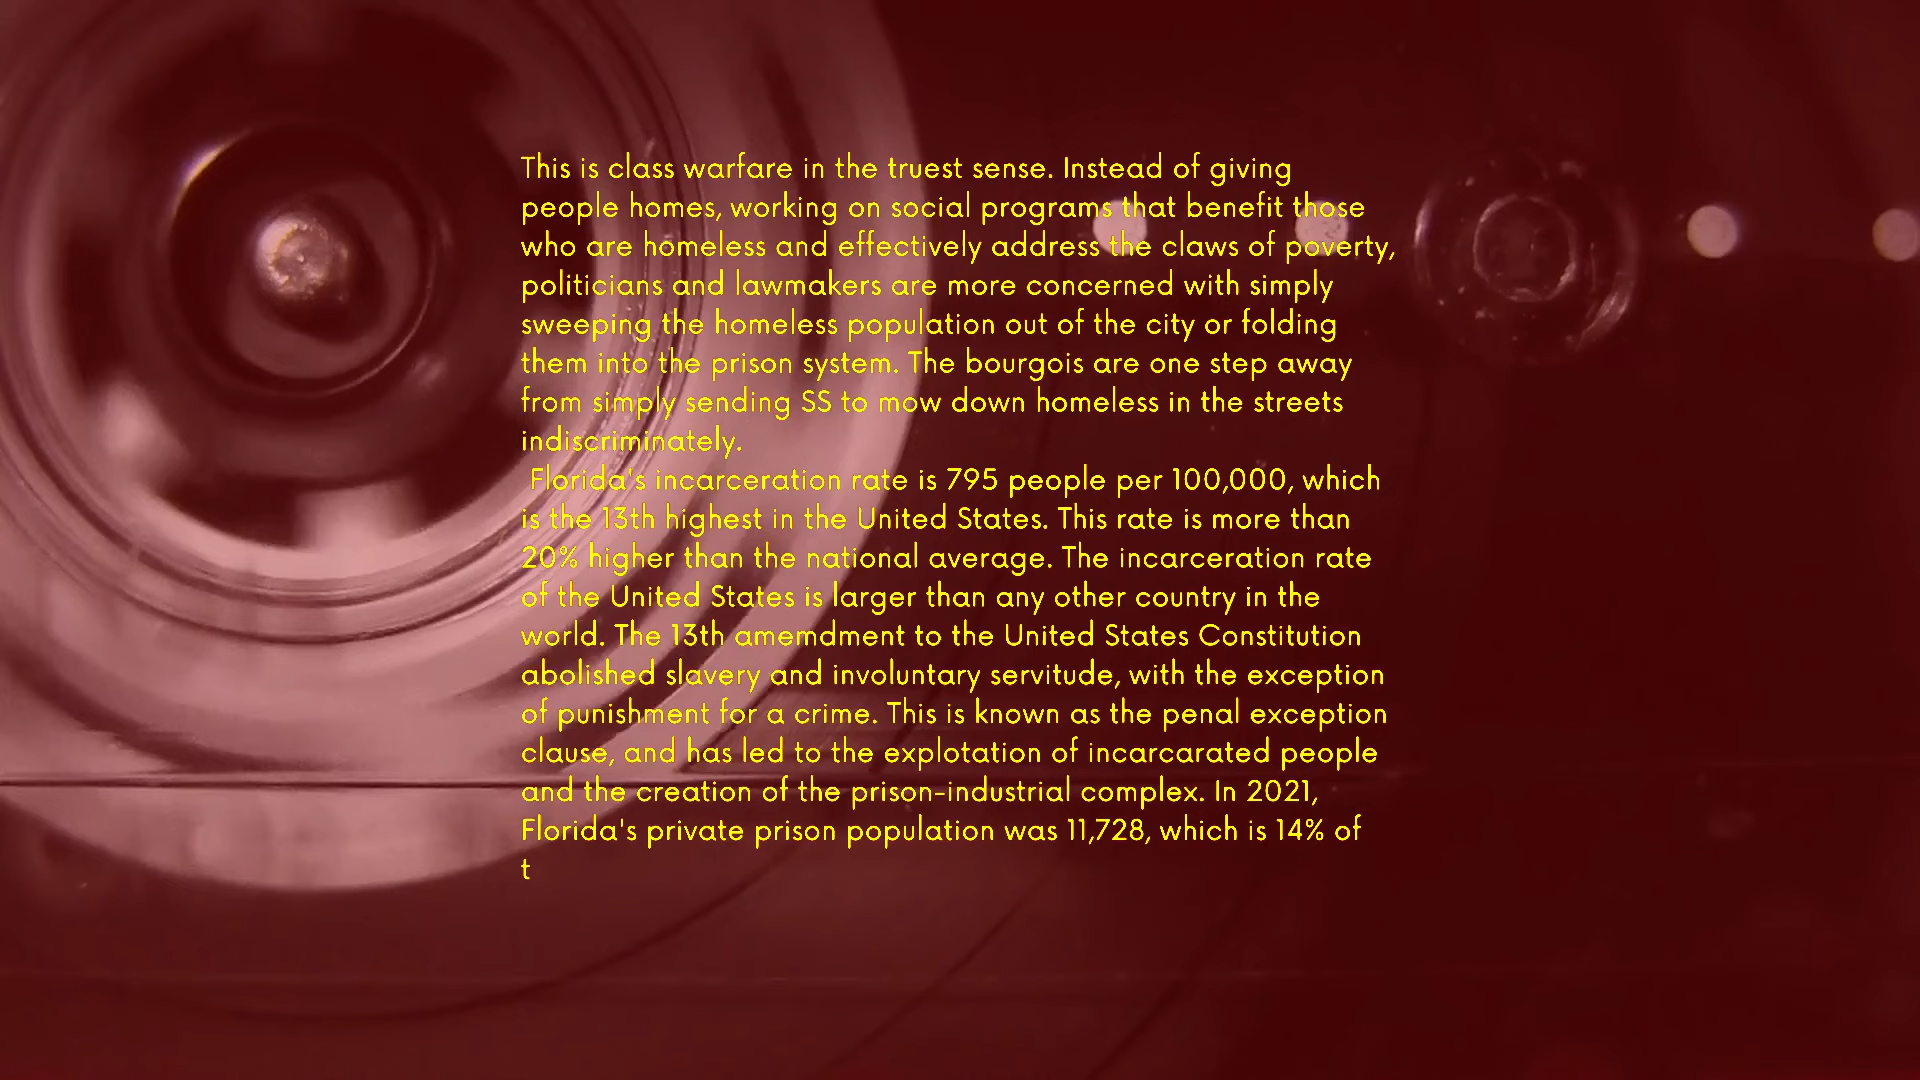 This is class warfare in the truest sense. Instead of giving
people homes, working on social programs that benefit those
who are homeless and effectively address the claws of poverty,
politicians and lawmakers are more concerned with simply
sweeping the homeless population out of the city or folding
them into the prison system. The bourgois are one step away
from simply sending SS to mow down homeless in the streets
indiscriminately.
Florida's incarceration rate is 795 people per 100,000, which
is the 13th highest in the United States. This rate is more than
20% higher than the national average. The incarceration rate
of the United States is larger than any other country in the
world. The 13th amemdment to the United States Constitution
abolished slavery and involuntary servitude, with the exception
of punishment for a crime. This is known as the penal exception
clause, and has led to the explotation of incarcarated people
and the creation of the prison-industrial complex. In 2021,
Florida's private prison population was 11,728, which is 14% of
t